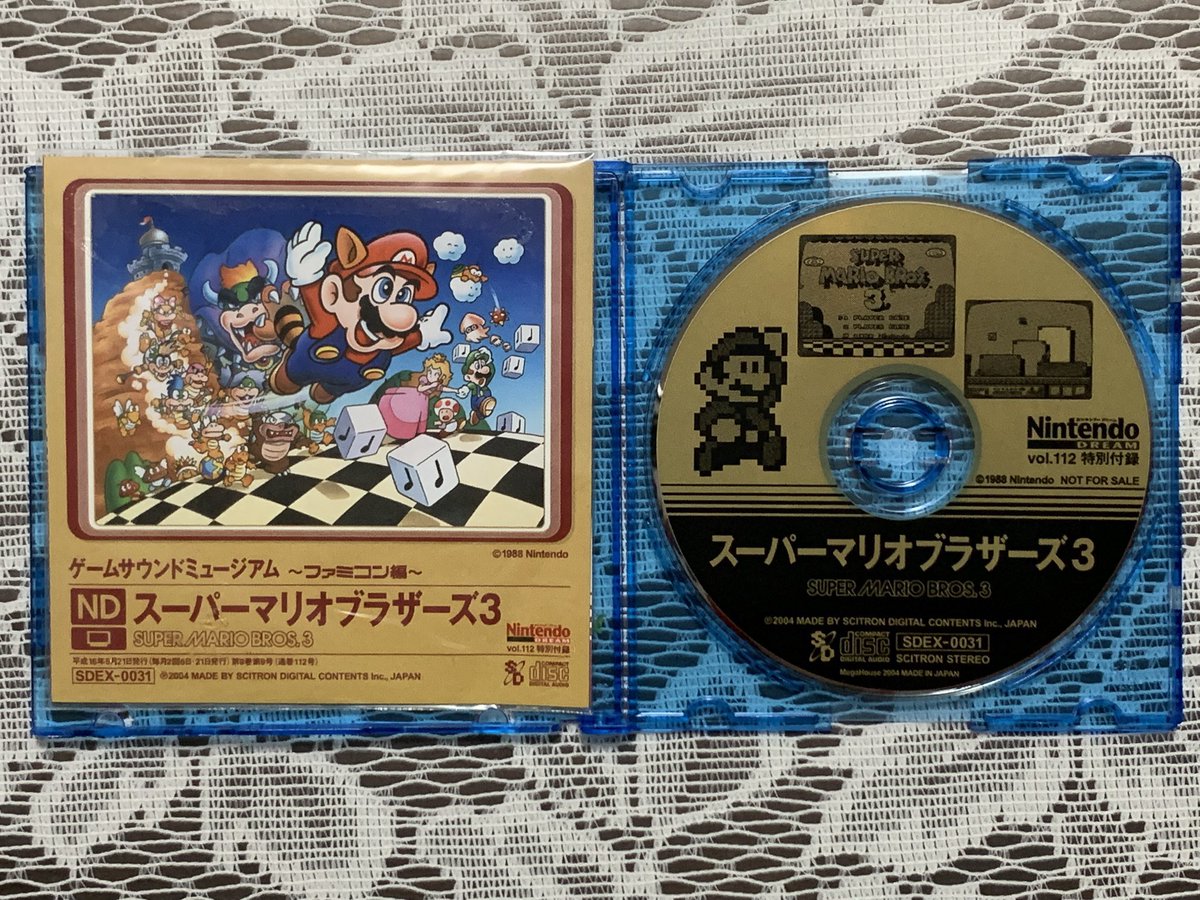 ©1988 Nintendo
ゲームサウンドミュージアム ～ファミコン編～
ND スーパーマリオブラザーズ3
SUPER MARIO BROS. 3
Nintendo
DREAM
vol.112 特別付録
SDEX-0031 ℗2004 MADE BY SCITRON DIGITAL CONTENTS Inc., JAPAN
COMPACT
disc
DIGITAL AUDIO
SUPER
MARIO BROS.
3
1 PLAYER GAME
2 PLAYER GAME
Nintendo
DREAM
vol.112 特別付録
©1988 Nintendo NOT FOR SALE
スーパーマリオブラザーズ3
SUPER MARIO BROS. 3
℗2004 MADE BY SCITRON DIGITAL CONTENTS Inc., JAPAN
COMPACT
disc
DIGITAL AUDIO
SDEX-0031
SCITRON STEREO
MegaHouse 2004 MADE IN JAPAN